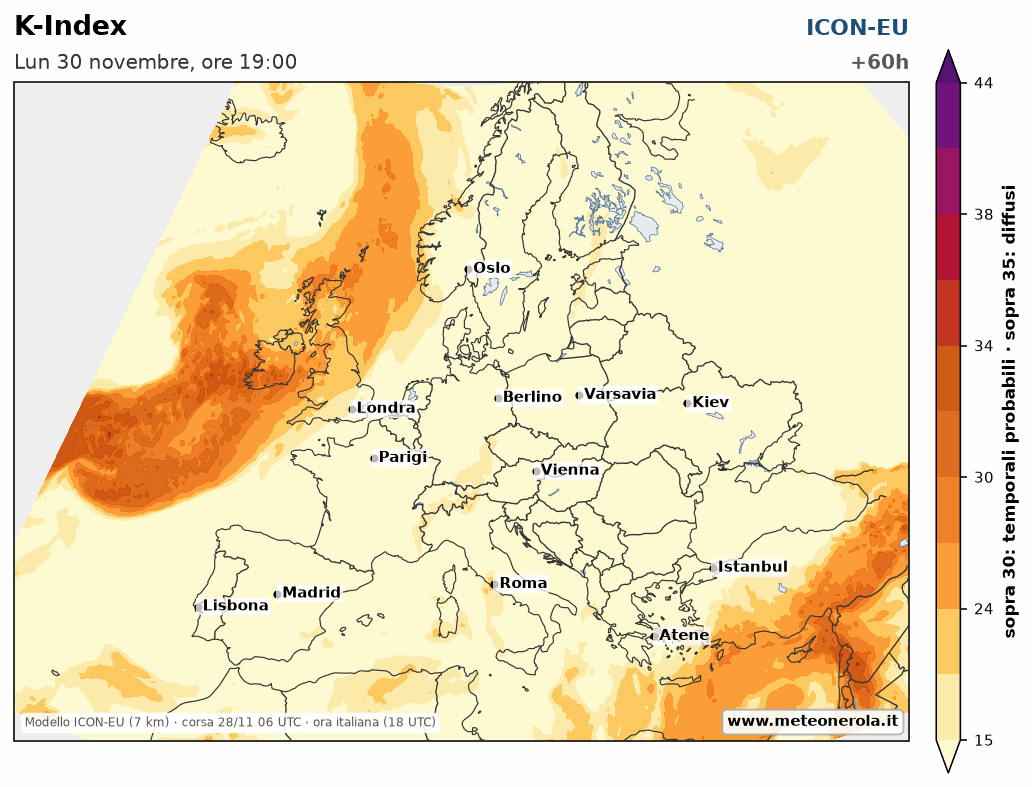 K-Index
ICON-EU
Lun 30 novembre, ore 19:00
+60h
44
38
34
30
24
15
sopra 30: temporali probabili · sopra 35: diffusi
Oslo
Berlino
Varsavia
Kiev
Londra
Parigi
Vienna
Istanbul
Roma
Madrid
Lisbona
Atene
Modello ICON-EU (7 km) · corsa 28/11 06 UTC · ora italiana (18 UTC)
www.meteonerola.it